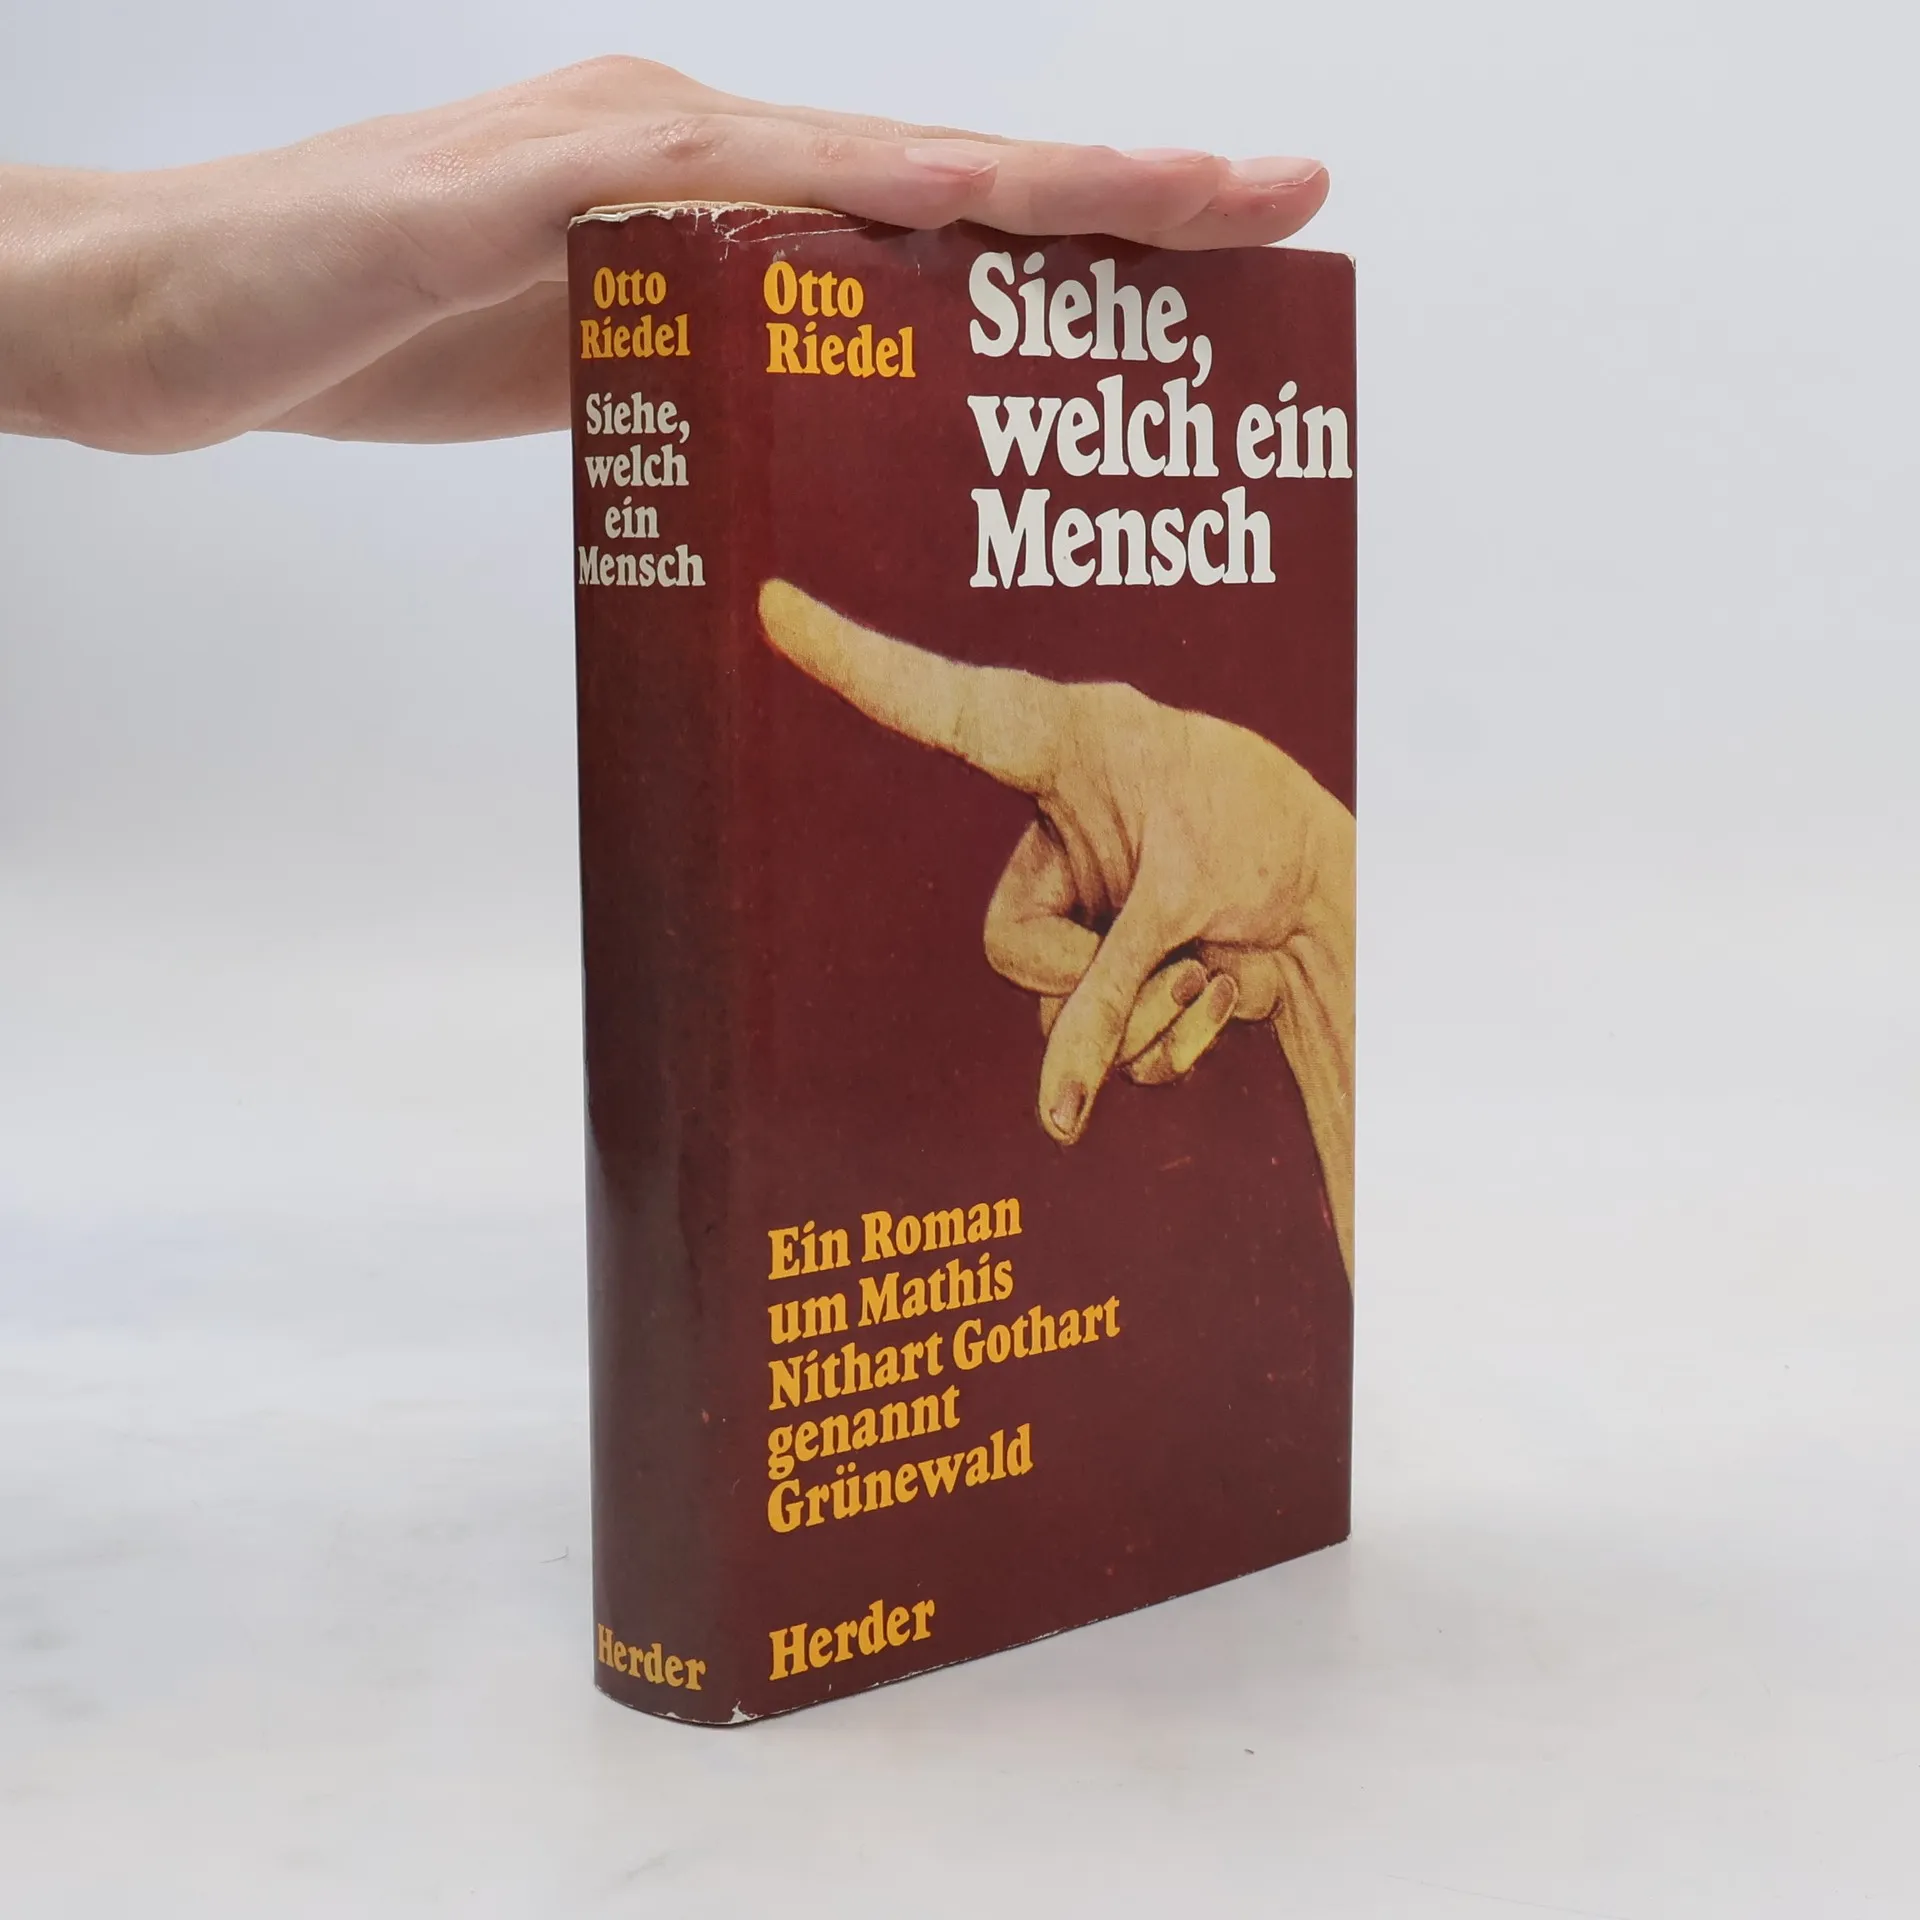 Otto
Riedel
Siehe,
welch
ein
Mensch
Herder
Otto
Riedel
Siehe,
welch ein
Mensch
Ein Roman
um Mathis
Nithart Gothart
genannt
Grünewald
Herder